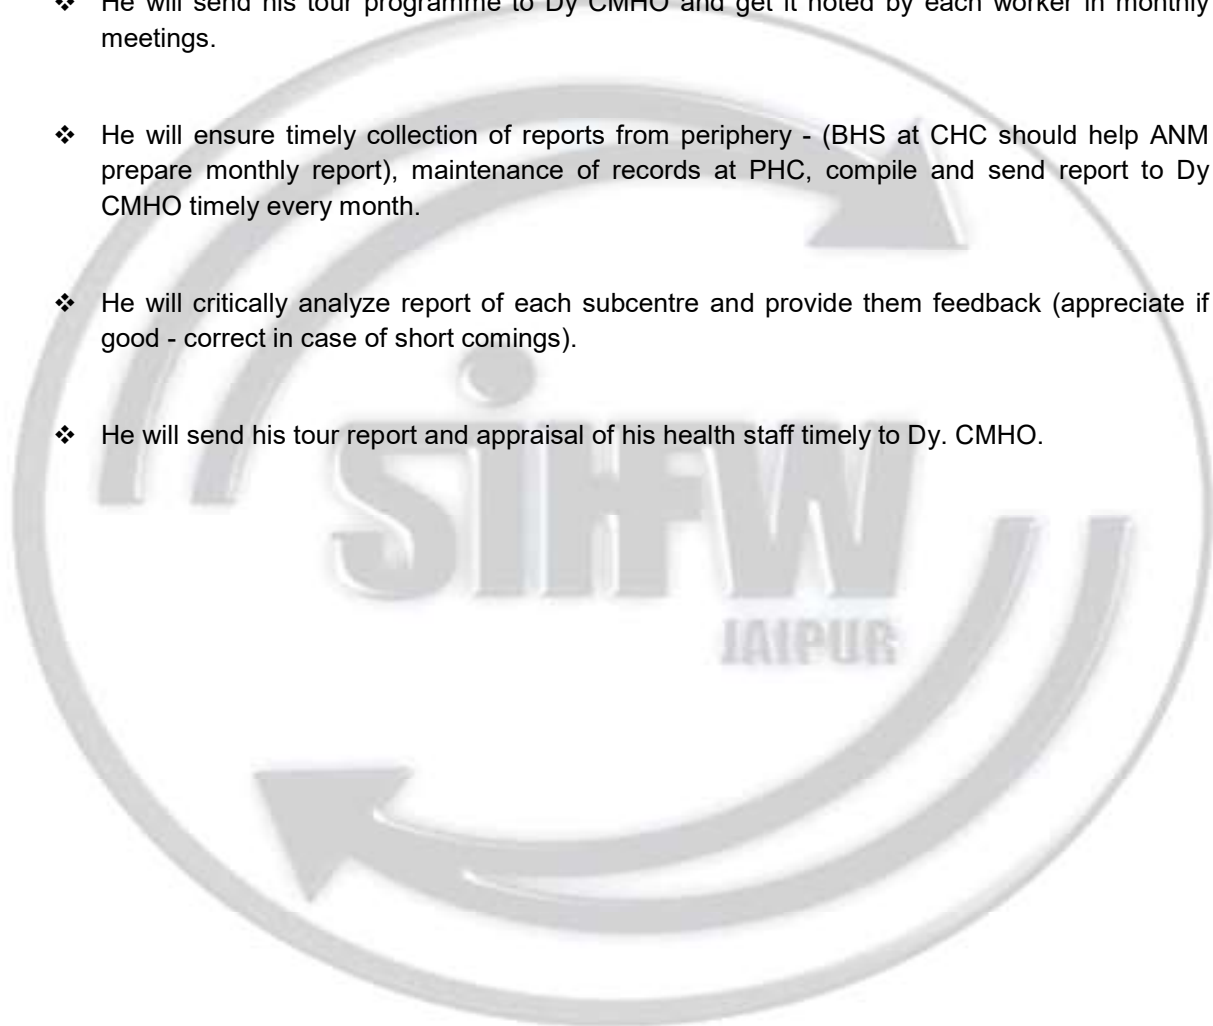 ❖ He will send his tour programme to Dy CMHO and get it noted by each worker in monthly
meetings.
❖ He will ensure timely collection of reports from periphery - (BHS at CHC should help ANM
prepare monthly report), maintenance of records at PHC, compile and send report to Dy
CMHO timely every month.
❖ He will critically analyze report of each subcentre and provide them feedback (appreciate if
good - correct in case of short comings).
❖ He will send his tour report and appraisal of his health staff timely to Dy. CMHO.
SiHFW
JAIPUR